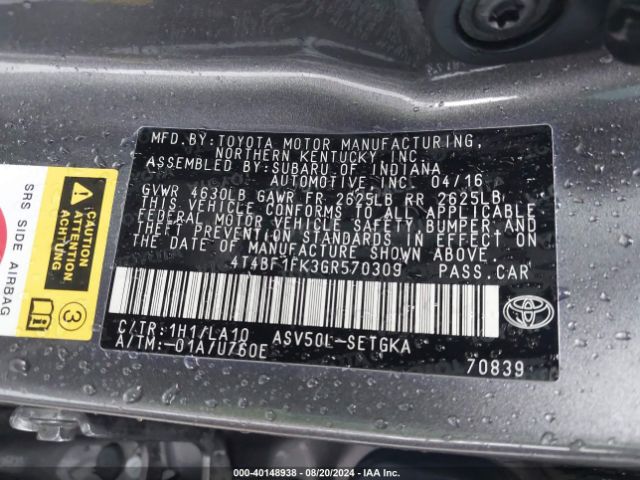 MFD.BY: TOYOTA MOTOR MANUFACTURING,
NORTHERN KENTUCKY INC.
ASSEMBLED BY: SUBARU OF INDIANA
AUTOMOTIVE INC. 04/16
GVWR 4630LB GAWR FR 2625LB RR 2625LB
THIS VEHICLE CONFORMS TO ALL APPLICABLE
FEDERAL MOTOR VEHICLE SAFETY, BUMPER, AND
THEFT PREVENTION STANDARDS IN EFFECT ON
THE DATE OF MANUFACTURE SHOWN ABOVE.
4T4BF1FK3GR570309 PASS.CAR
C/TR: 1H1/LA10 ASV50L-SETGKA
A/TM: -01A/U760E
70839
TOYOTA
SRS SIDE AIRBAG
3
000-40148938 - 08/20/2024 - IAA Inc.